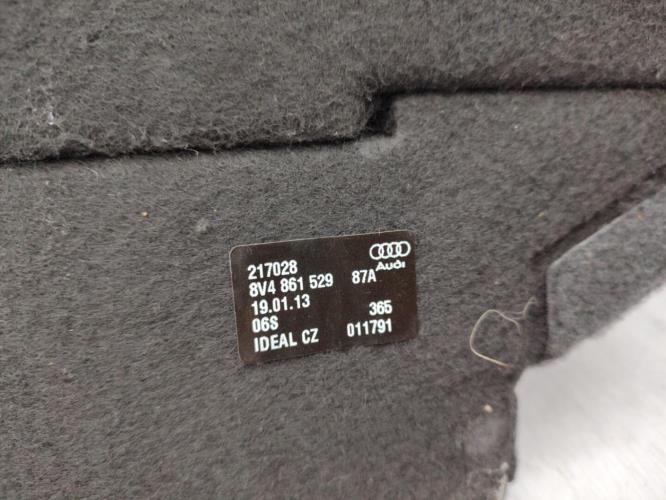 217028
Audi
8V4 861 529 87A
19.01.13 365
06S 011791
IDEAL CZ